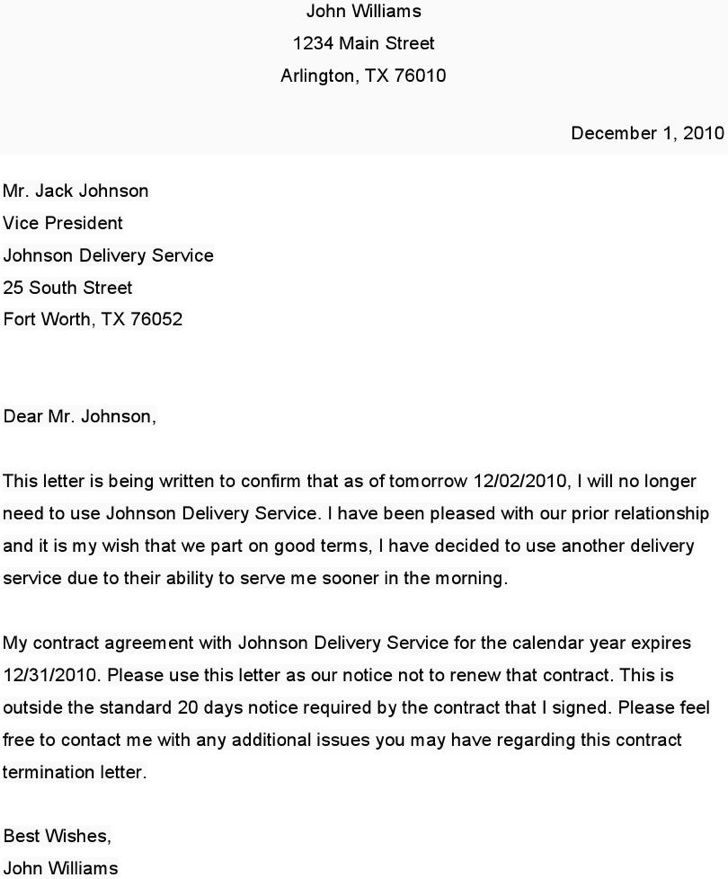 John Williams
1234 Main Street
Arlington, TX 76010
December 1, 2010
Mr. Jack Johnson
Vice President
Johnson Delivery Service
25 South Street
Fort Worth, TX 76052
Dear Mr. Johnson,
This letter is being written to confirm that as of tomorrow 12/02/2010, I will no longer
need to use Johnson Delivery Service. I have been pleased with our prior relationship
and it is my wish that we part on good terms, I have decided to use another delivery
service due to their ability to serve me sooner in the morning.
My contract agreement with Johnson Delivery Service for the calendar year expires
12/31/2010. Please use this letter as our notice not to renew that contract. This is
outside the standard 20 days notice required by the contract that I signed. Please feel
free to contact me with any additional issues you may have regarding this contract
termination letter.
Best Wishes,
John Williams